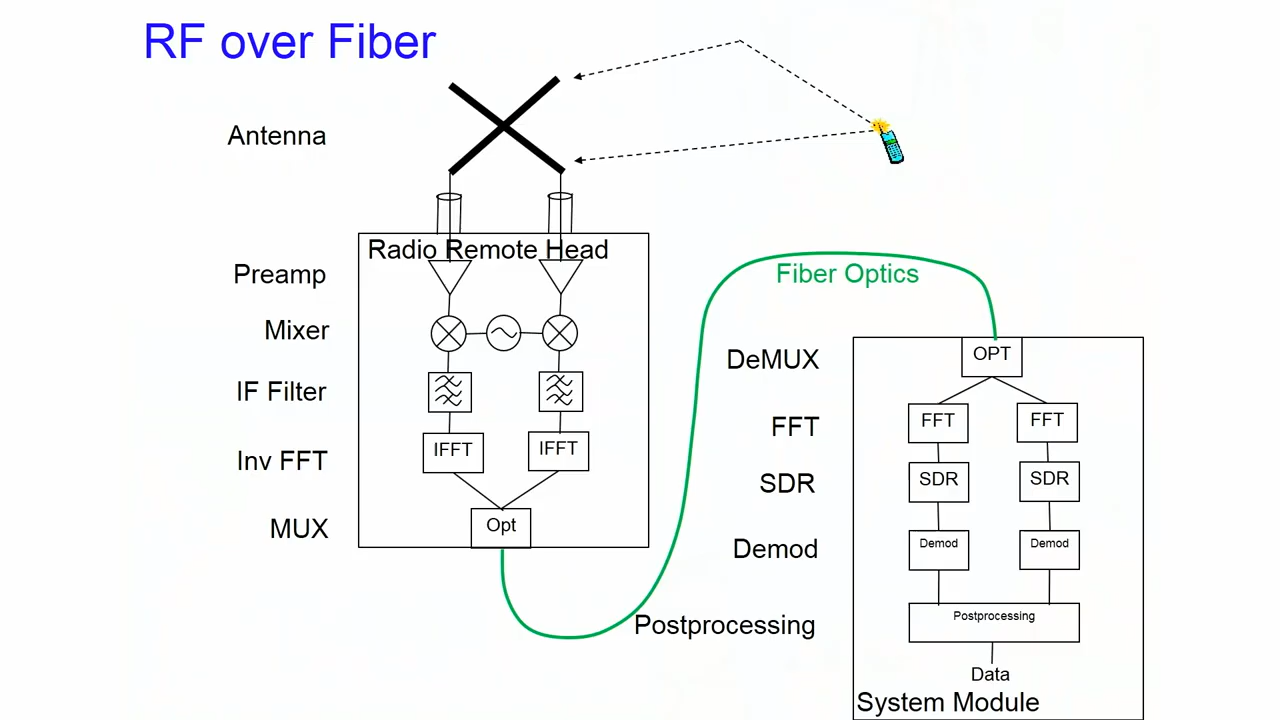 RF over Fiber
Antenna
Radio Remote Head
Preamp
Mixer
IF Filter
Inv FFT
IFFT
IFFT
MUX
Opt
Fiber Optics
DeMUX
OPT
FFT
FFT
FFT
SDR
SDR
SDR
Demod
Demod
Demod
Postprocessing
Postprocessing
Data
System Module